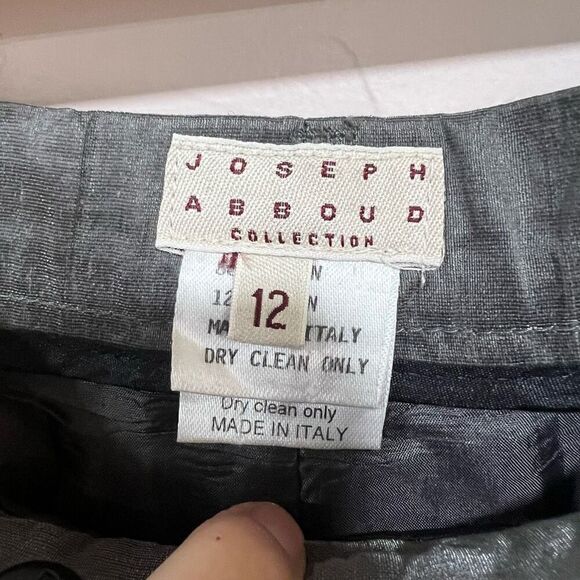 JOSEPH
ABBOUD
COLLECTION
12
ITALY
DRY CLEAN ONLY
Dry clean only
MADE IN ITALY